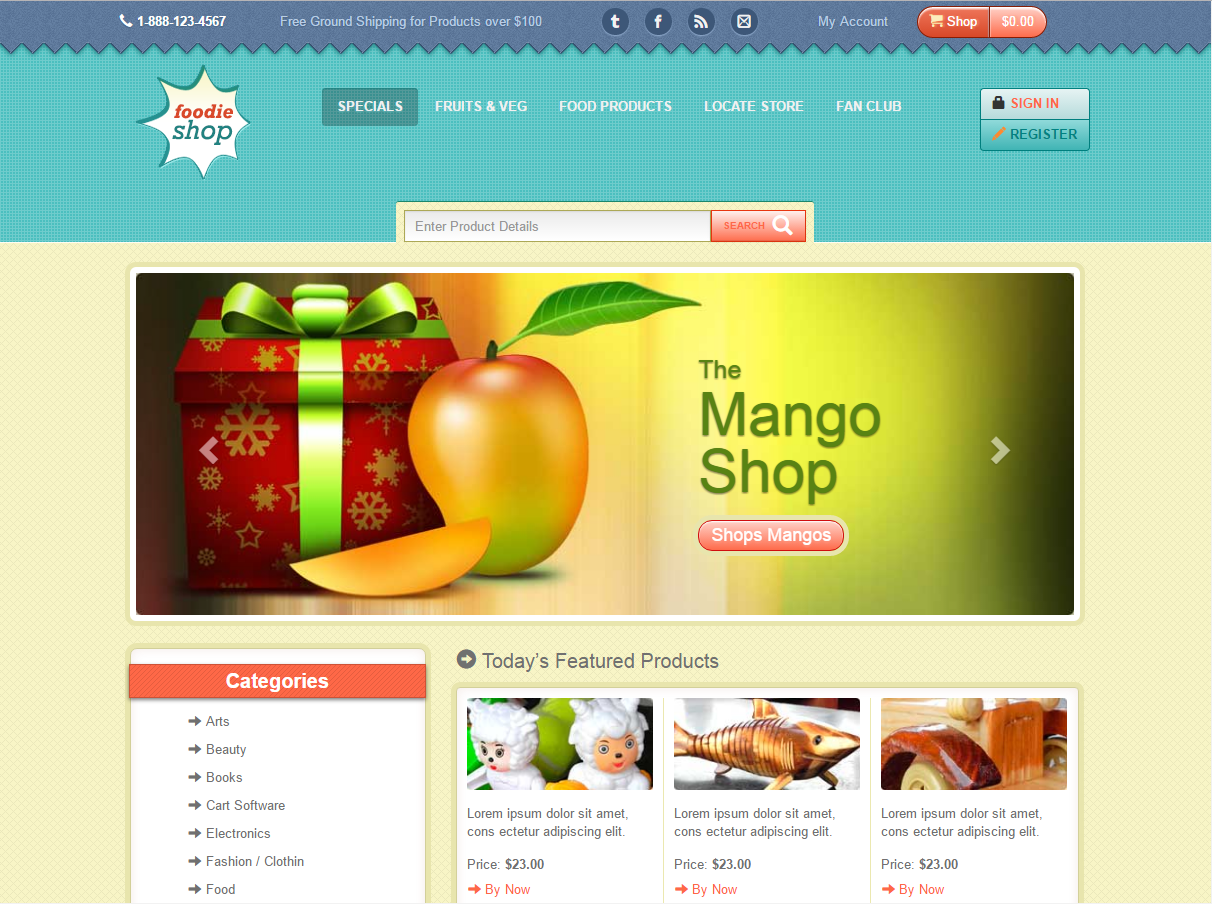 1-888-123-4567
Free Ground Shipping for Products over $100
My Account
Shop
$0.00
foodie
shop
SPECIALS
FRUITS & VEG
FOOD PRODUCTS
LOCATE STORE
FAN CLUB
SIGN IN
REGISTER
Enter Product Details
SEARCH
The
Mango
Shop
Shops Mangos
Categories
Arts
Beauty
Books
Cart Software
Electronics
Fashion / Clothin
Food
Today’s Featured Products
Lorem ipsum dolor sit amet,
cons ectetur adipiscing elit.
Price: $23.00
By Now
Lorem ipsum dolor sit amet,
cons ectetur adipiscing elit.
Price: $23.00
By Now
Lorem ipsum dolor sit amet,
cons ectetur adipiscing elit.
Price: $23.00
By Now